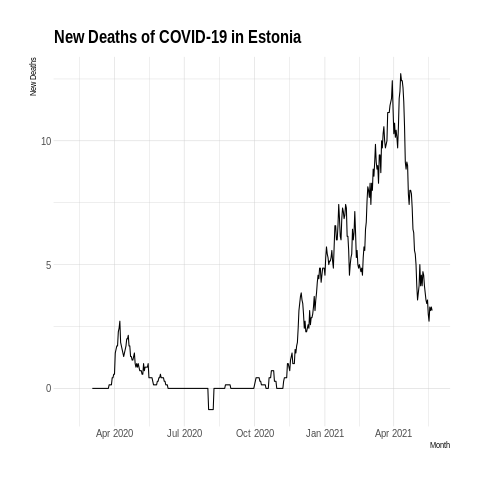 New Deaths of COVID-19 in Estonia
New Deaths
10
5
0
Apr 2020 Jul 2020 Oct 2020 Jan 2021 Apr 2021
Month